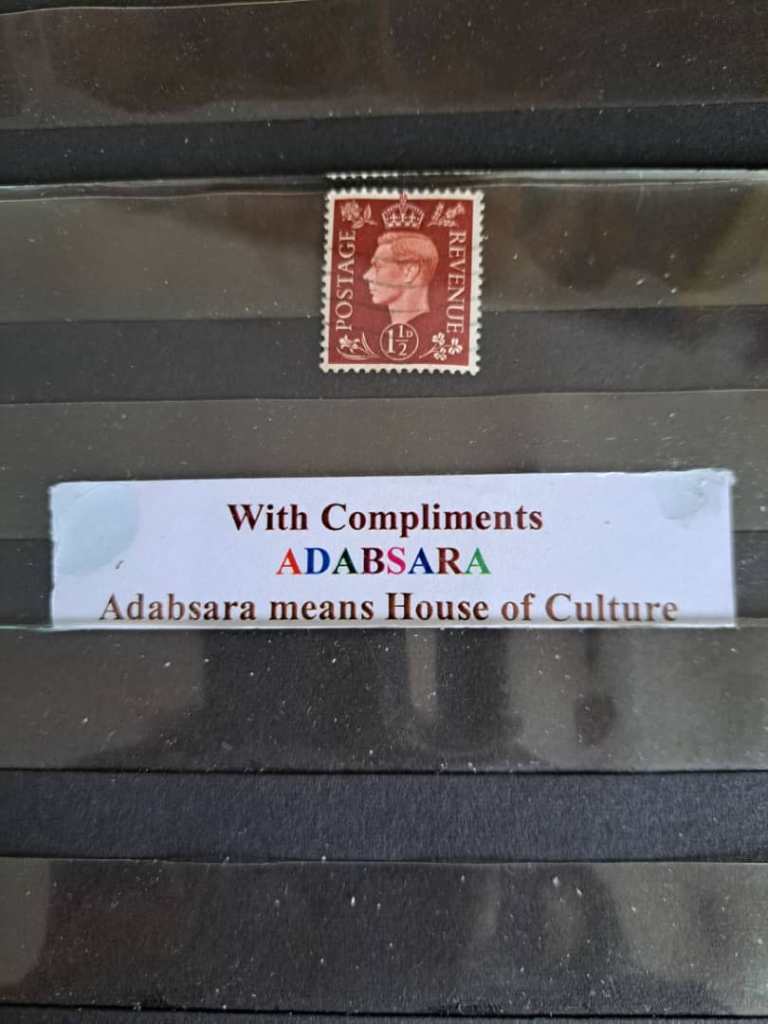 POSTAGE
REVENUE
1½D
With Compliments
ADABSARA
Adabsara means House of Culture